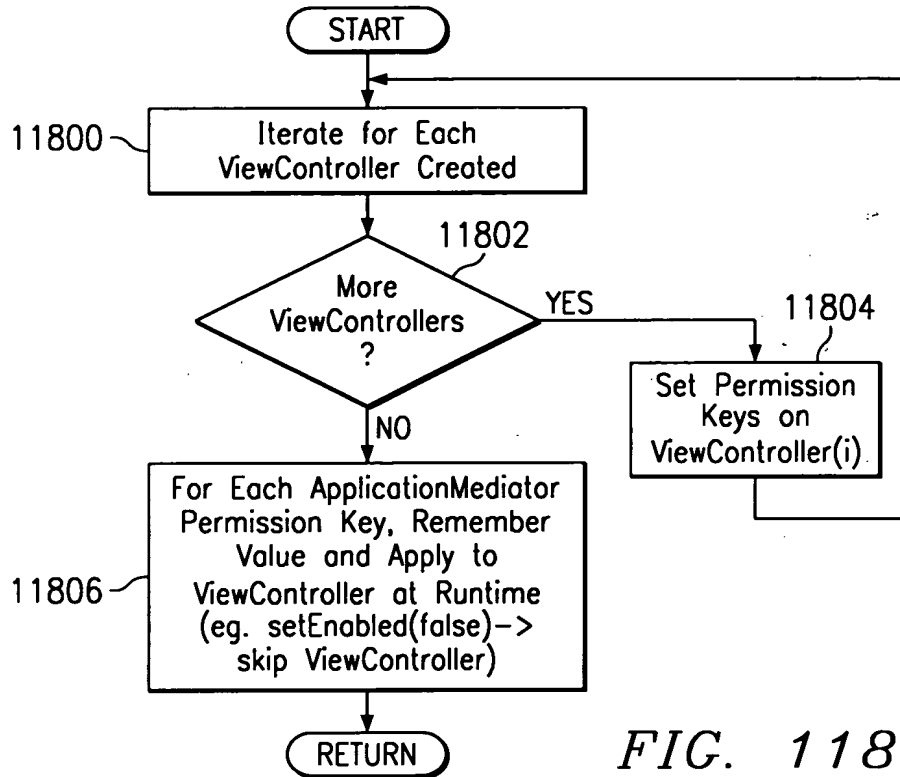 START
11800
Iterate for Each
ViewController Created
11802
More
ViewControllers
?
YES
11804
Set Permission
Keys on
ViewController(i)
NO
11806
For Each ApplicationMediator
Permission Key, Remember
Value and Apply to
ViewController at Runtime
(eg. setEnabled(false)->
skip ViewController)
RETURN
FIG. 118